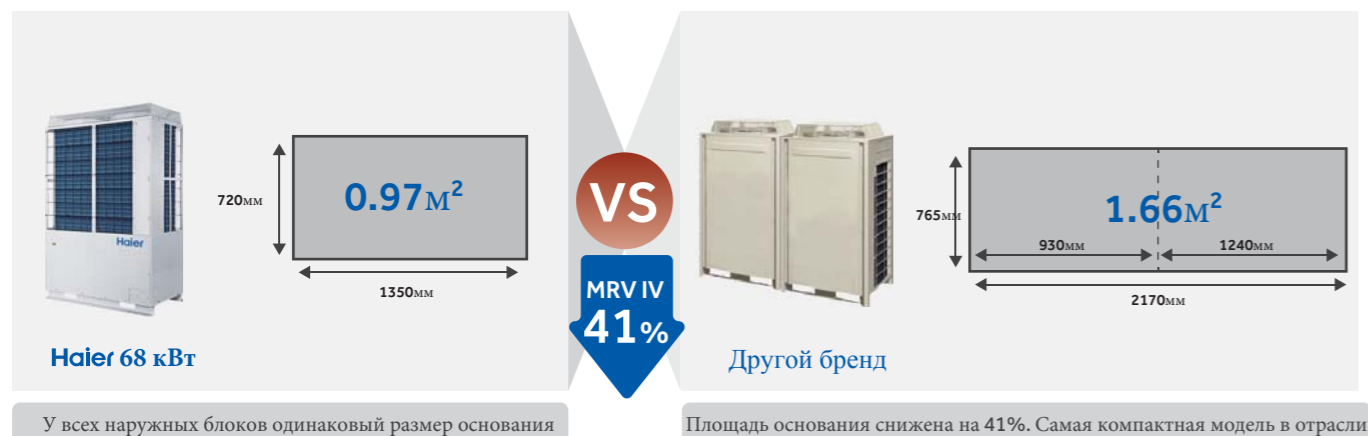 Haier
720мм
0.97м²
1350мм
Haier 68 кВт
VS
MRV IV
41%
765мм
1.66м²
930мм
1240мм
2170мм
Другой бренд
У всех наружных блоков одинаковый размер основания
Площадь основания снижена на 41%. Самая компактная модель в отрасли